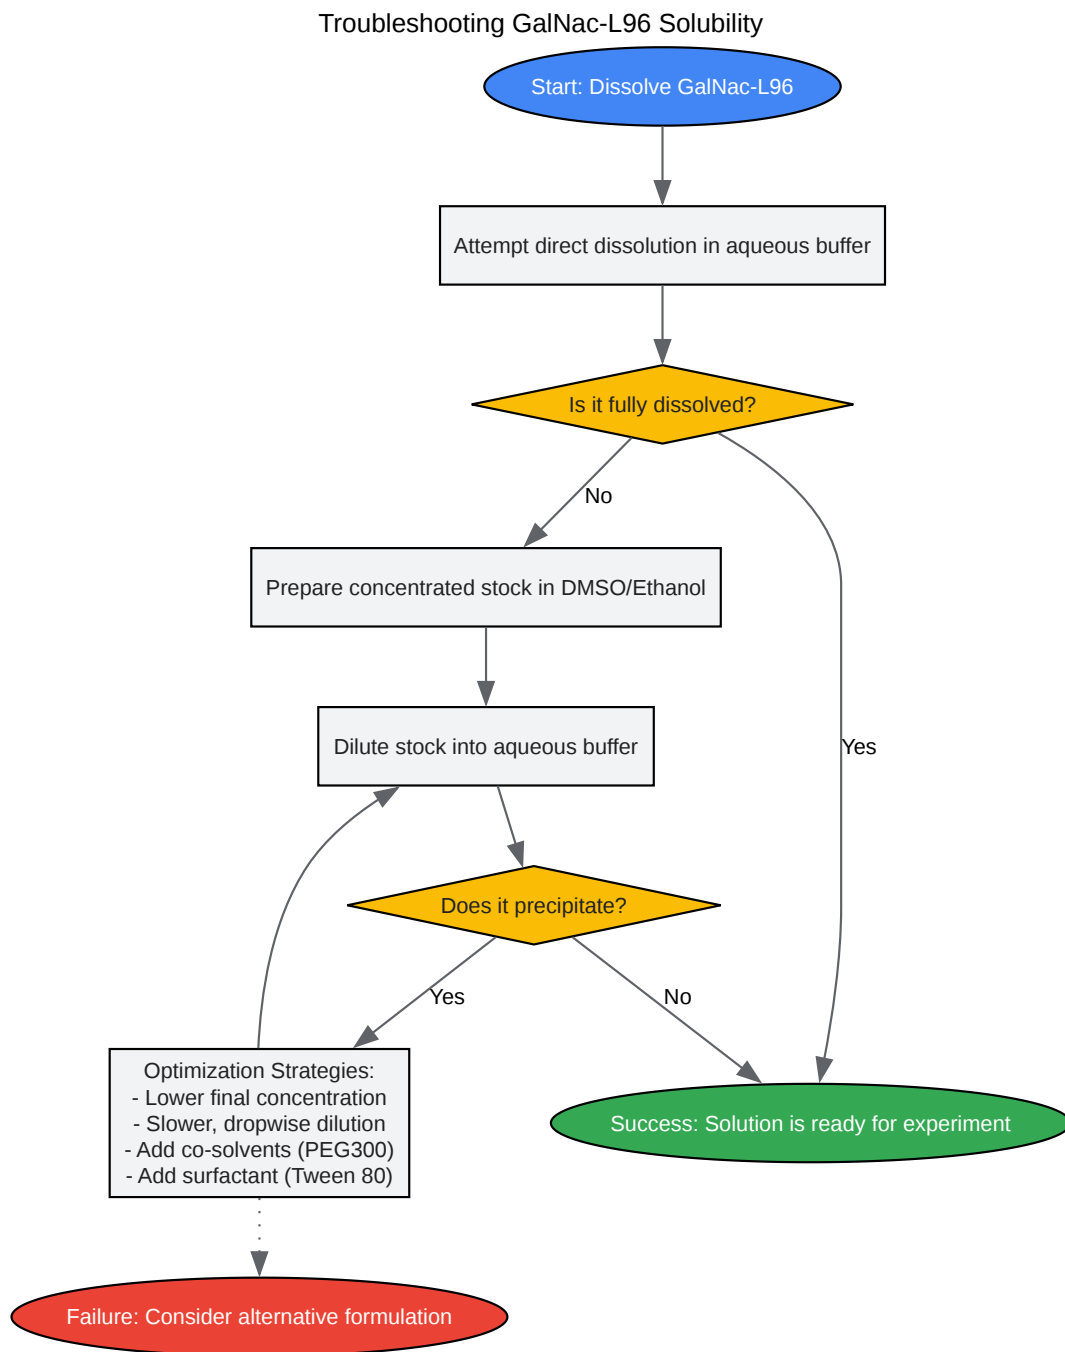 Troubleshooting GalNac-L96 Solubility
Start: Dissolve GalNac-L96
Attempt direct dissolution in aqueous buffer
Is it fully dissolved?
No
Prepare concentrated stock in DMSO/Ethanol
Dilute stock into aqueous buffer
Yes
Does it precipitate?
Yes
No
Optimization Strategies:
- Lower final concentration
- Slower, dropwise dilution
- Add co-solvents (PEG300)
- Add surfactant (Tween 80)
Success: Solution is ready for experiment
Failure: Consider alternative formulation